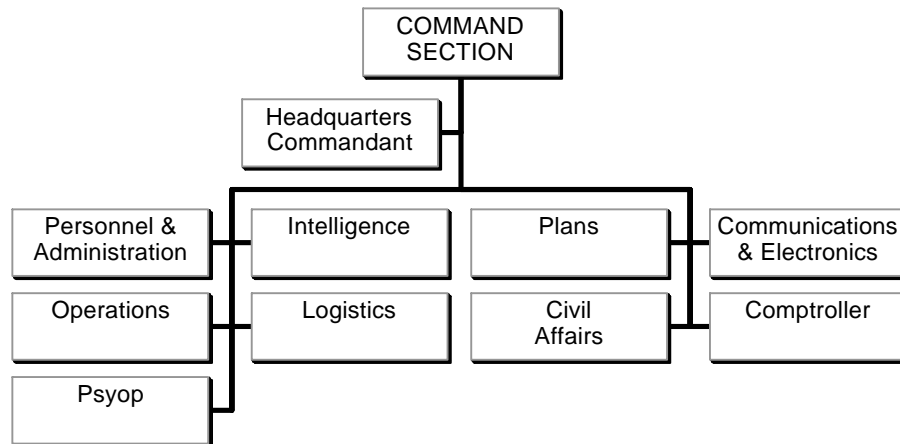 COMMAND
SECTION
Headquarters
Commandant
Personnel &
Administration
Intelligence
Plans
Communications
& Electronics
Operations
Logistics
Civil
Affairs
Comptroller
Psyop